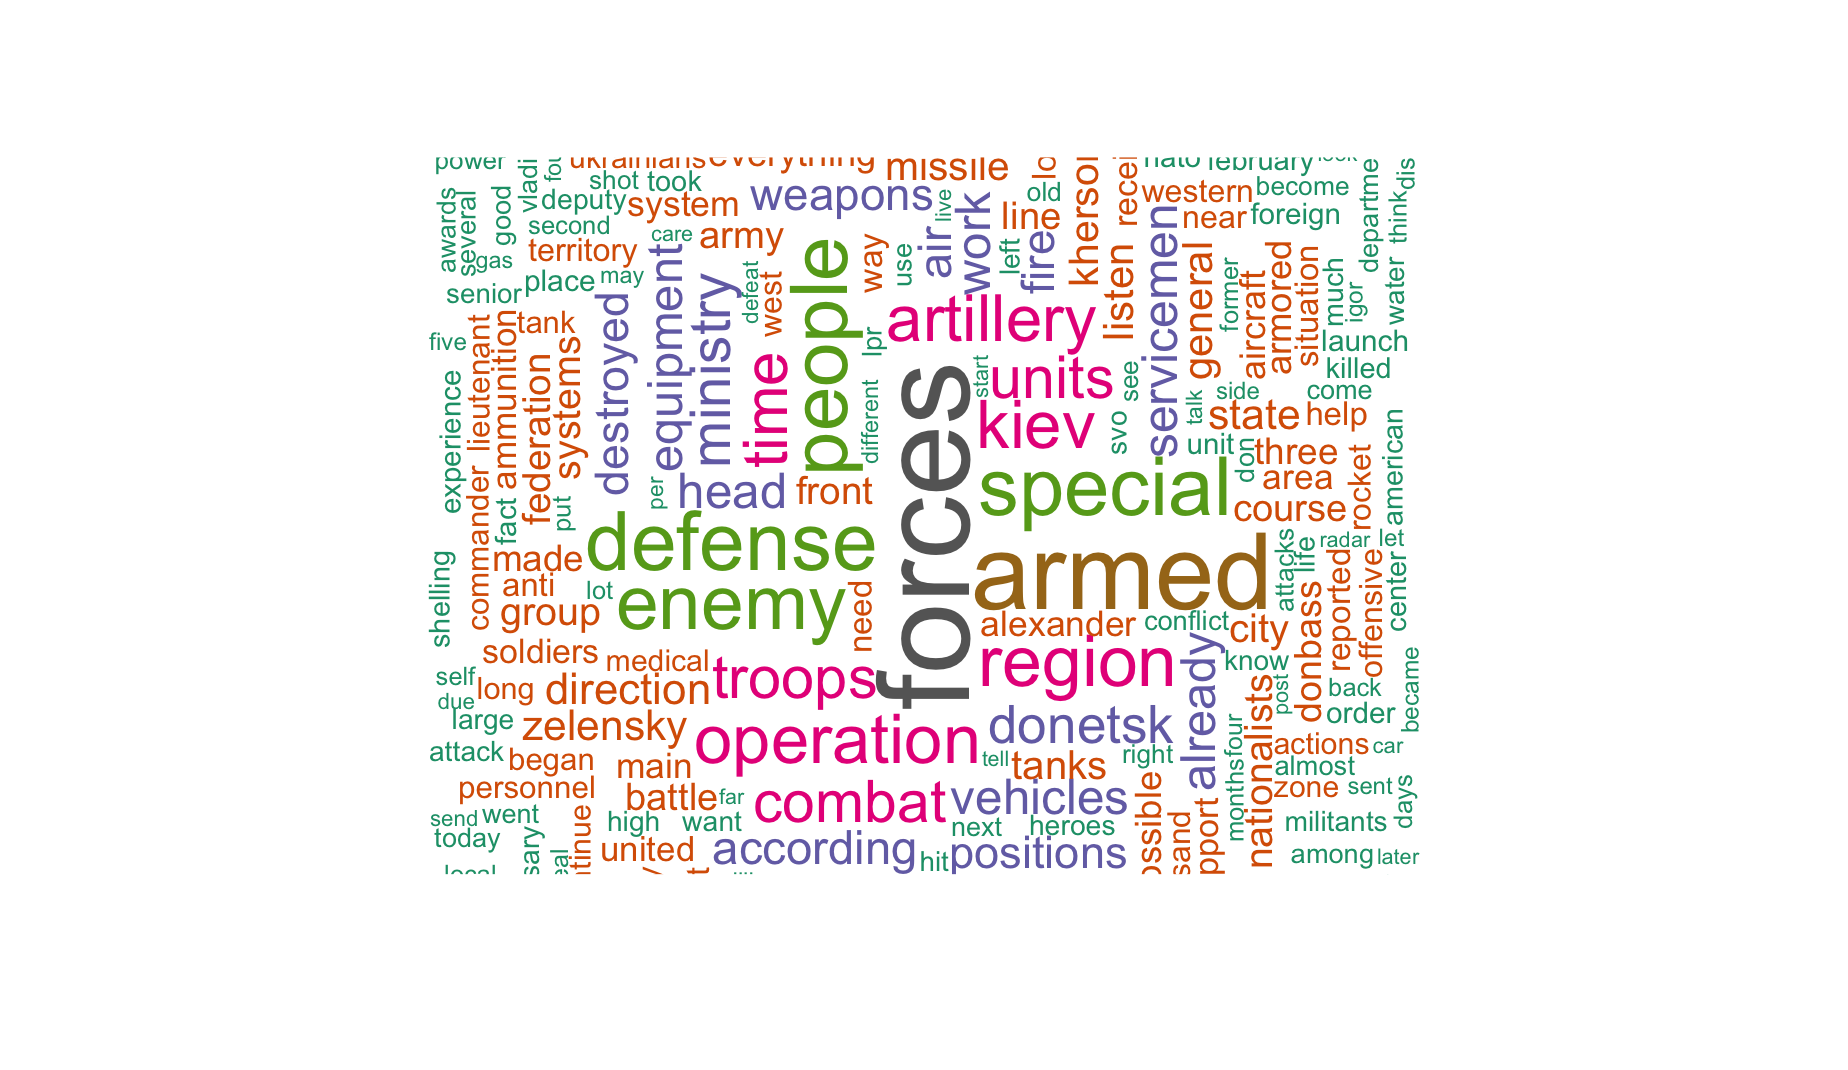 power
vladi
fou
ukrainians
everything
missile
kherson
nato
february
look
western
become
departme
dis
think
awards
several
good
deputy
shot
took
system
weapons
live
work
line
old
near
foreign
second
care
army
territory
gas
place
may
senior
way
use
air
left
fire
listen
servicemen
general
former
aircraft
armored
situation
much
igor
water
launch
killed
come
five
tank
lieutenant
ammunition
federation
systems
destroyed
equipment
ministry
defeat
west
time
people
lpr
different
artillery
start
units
kiev
see
svo
talk
side
state
help
unit
don
three
area
rocket
american
experience
commander
fact
put
per
head
front
forces
special
course
defense
armed
attacks
life
radar
let
reported
offensive
center
made
anti
lot
group
enemy
need
alexander
conflict
city
donbass
shelling
soldiers
medical
troops
region
already
know
post
back
became
self
due
long
direction
large
zelensky
operation
donetsk
nationalists
order
attack
began
main
tell
tanks
right
four
months
actions
car
almost
personnel
battle
far
combat
vehicles
zone
sent
days
send
went
high
want
next
heroes
militants
today
united
according
hit
positions
ossible
sand
pport
among
later
sary
eal
tinue
local